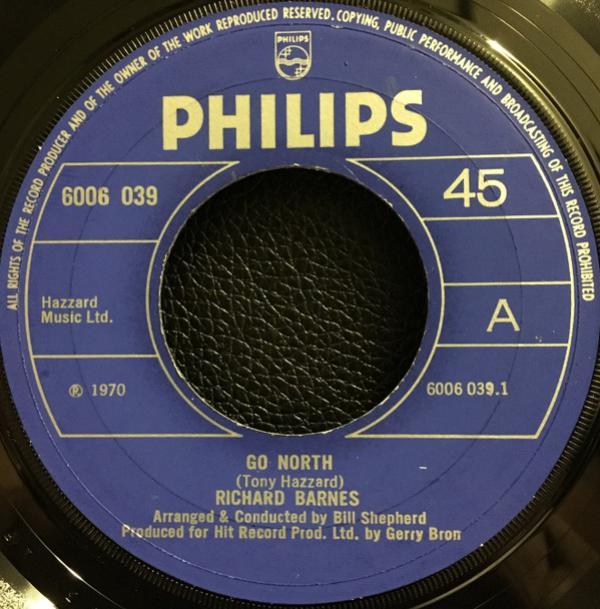 ALL RIGHTS OF THE RECORD PRODUCER AND OF THE OWNER OF THE WORK REPRODUCED RESERVED. COPYING, PUBLIC PERFORMANCE AND BROADCASTING OF THIS RECORD PROHIBITED
PHILIPS
PHILIPS
6006 039
45
Hazzard
Music Ltd.
A
℗ 1970
6006 039.1
GO NORTH
(Tony Hazzard)
RICHARD BARNES
Arranged & Conducted by Bill Shepherd
Produced for Hit Record Prod. Ltd. by Gerry Bron